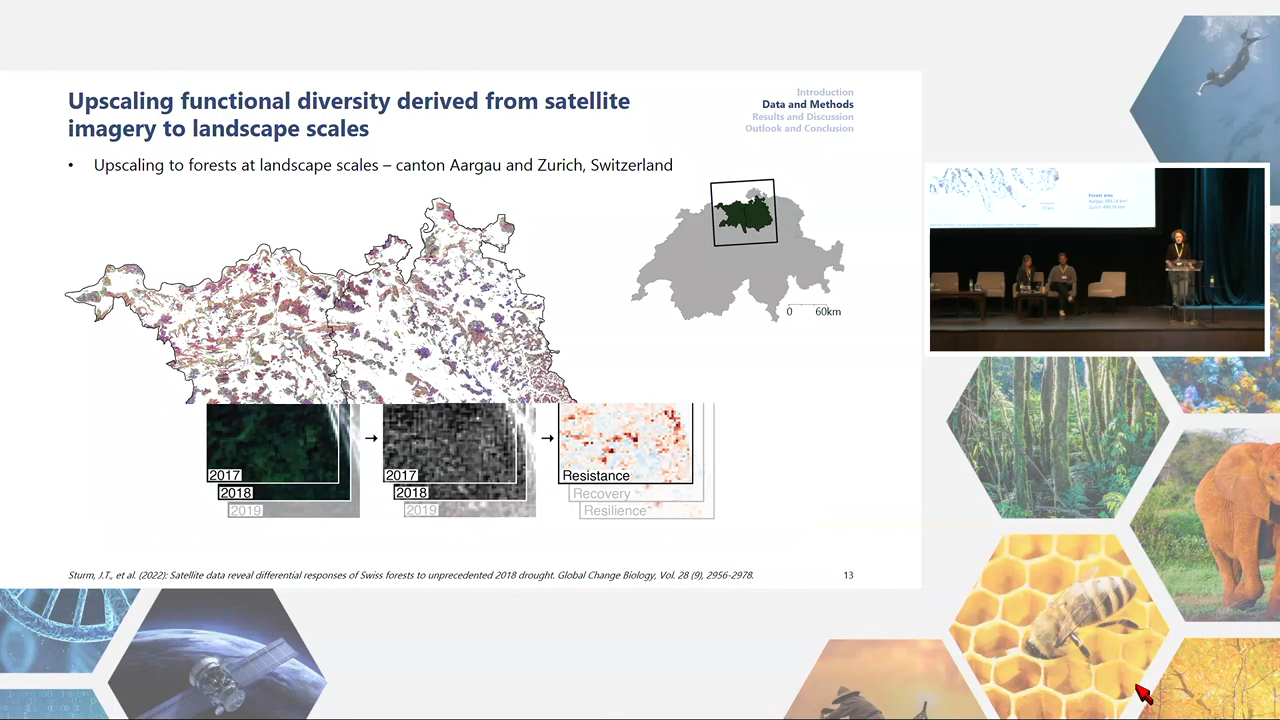 Upscaling functional diversity derived from satellite
imagery to landscape scales
Introduction
Data and Methods
Results and Discussion
Outlook and Conclusion
• Upscaling to forests at landscape scales – canton Aargau and Zurich, Switzerland
0 60km
2017
2018
2019
2017
2018
2019
Resistance
Recovery
Resilience
Sturm, J.T., et al. (2022): Satellite data reveal differential responses of Swiss forests to unprecedented 2018 drought. Global Change Biology, Vol. 28 (9), 2956-2978.
13
Forest area